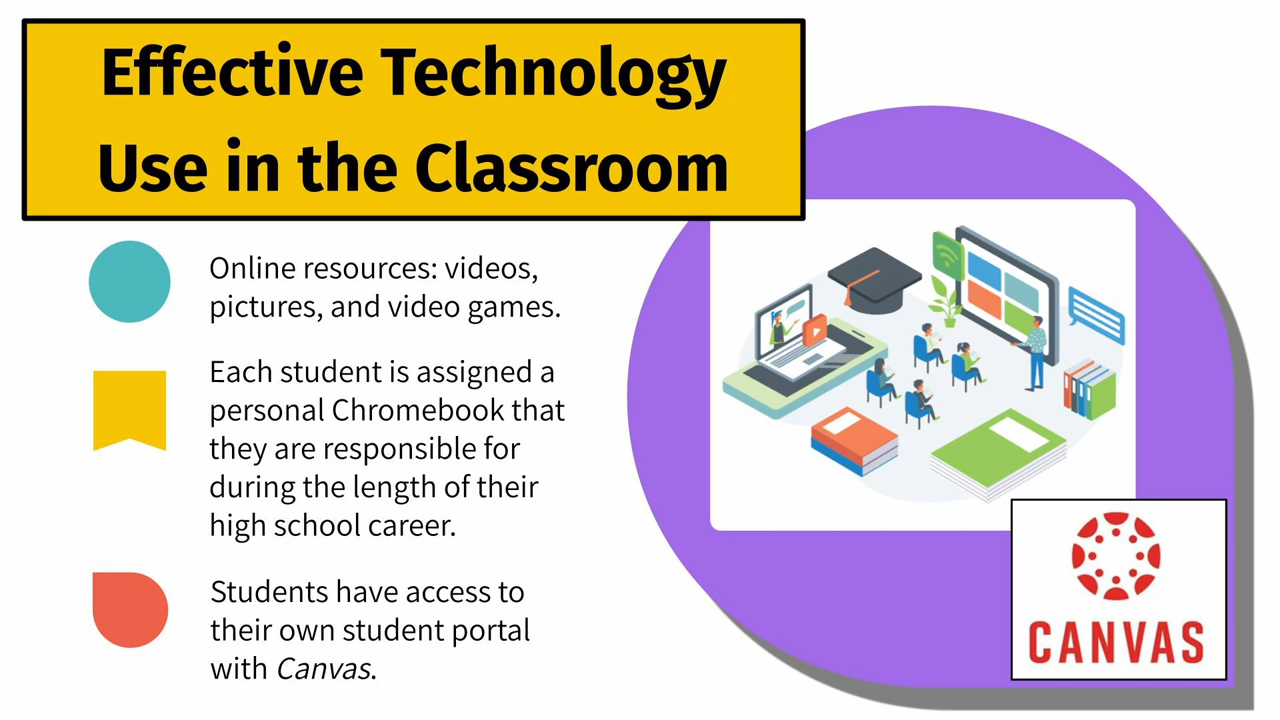 Effective Technology
Use in the Classroom
Online resources: videos,
pictures, and video games.
Each student is assigned a
personal Chromebook that
they are responsible for
during the length of their
high school career.
Students have access to
their own student portal
with Canvas.
CANVAS